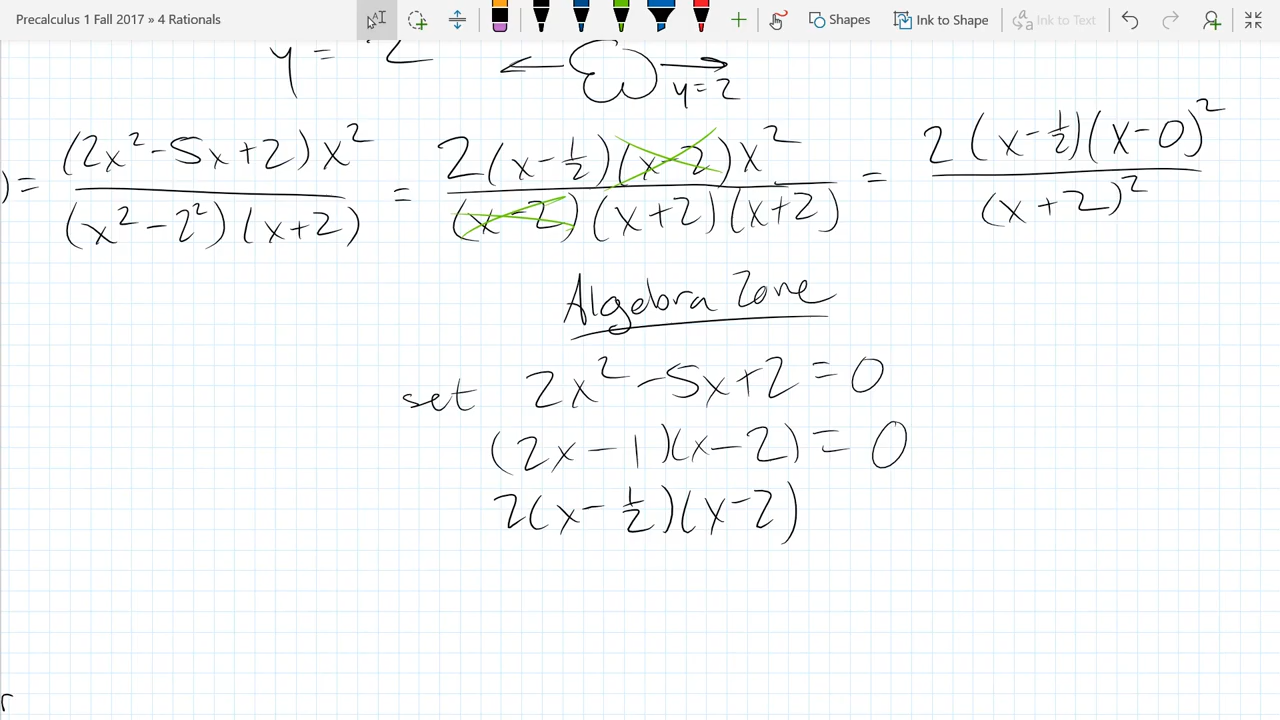 Precalculus 1 Fall 2017 » 4 Rationals
Shapes
Ink to Shape
Ink to Text
y = 2
y = 2
) = (2x² - 5x + 2) x² / (x² - 2²) (x + 2) = 2 (x - 1/2) (x - 2) x² / (x - 2) (x + 2) (x + 2) = 2 (x - 1/2) (x - 0)² / (x + 2)²
Algebra Zone
set 2x² - 5x + 2 = 0
(2x - 1)(x - 2) = 0
2(x - 1/2)(x - 2)
r